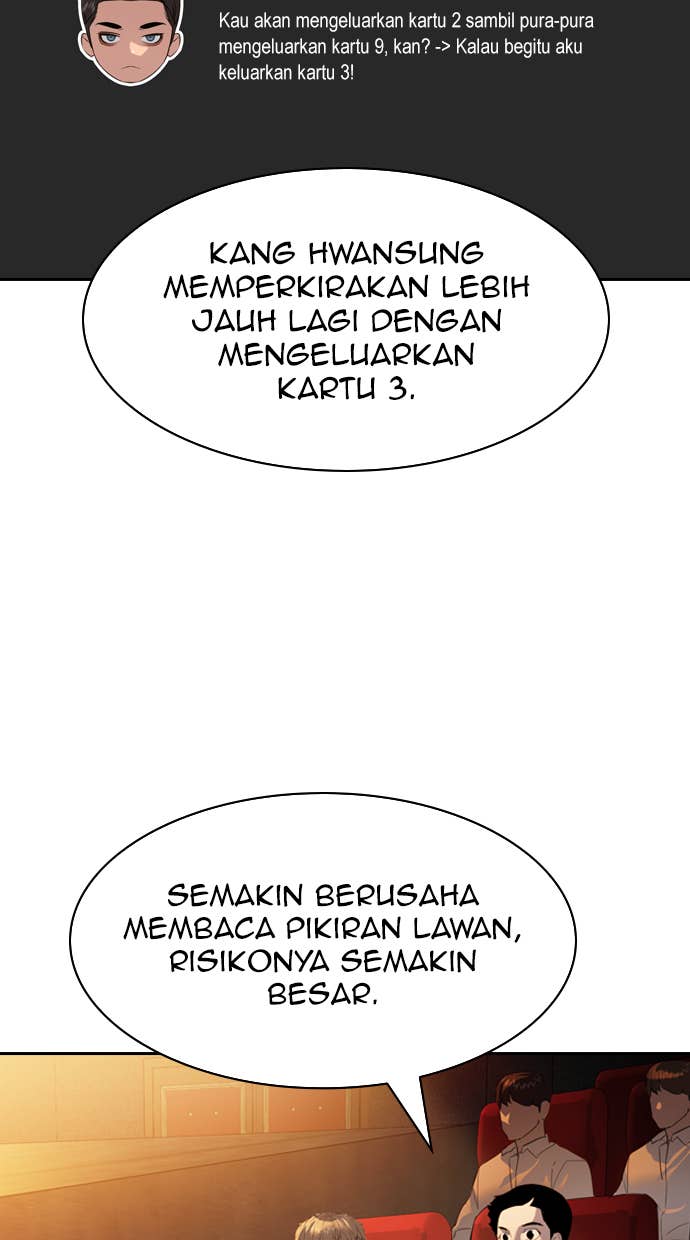 Kau akan mengeluarkan kartu 2 sambil pura-pura
mengeluarkan kartu 9, kan? -> Kalau begitu aku
keluarkan kartu 3!
KANG HWANSUNG
MEMPERKIRAKAN LEBIH
JAUH LAGI DENGAN
MENGELUARKAN
KARTU 3.
SEMAKIN BERUSAHA
MEMBACA PIKIRAN LAWAN,
RISIKONYA SEMAKIN
BESAR.